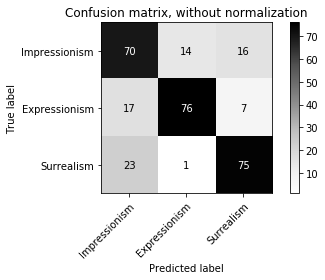 Confusion matrix, without normalization
True label
Impressionism 70 14 16
Expressionism 17 76 7
Surrealism 23 1 75
Impressionism Expressionism Surrealism
Predicted label
70
60
50
40
30
20
10